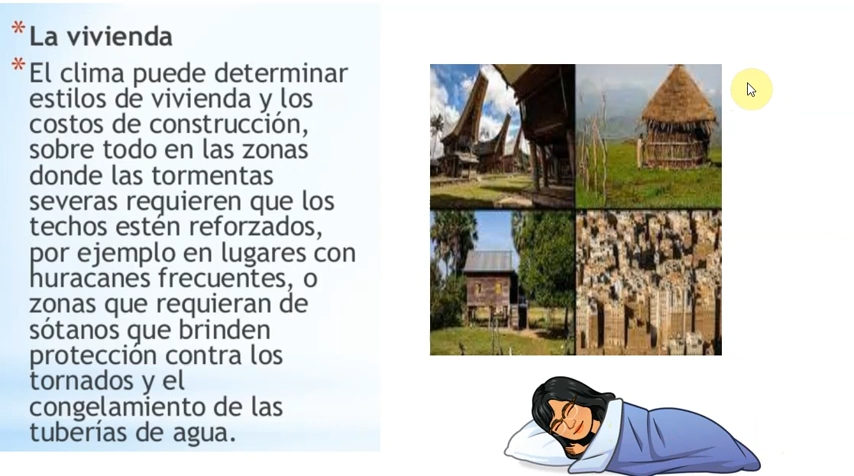 * La vivienda
* El clima puede determinar
estilos de vivienda y los
costos de construcción,
sobre todo en las zonas
donde las tormentas
severas requieren que los
techos estén reforzados,
por ejemplo en lugares con
huracanes frecuentes, o
zonas que requieran de
sótanos que brinden
protección contra los
tornados y el
congelamiento de las
tuberías de agua.